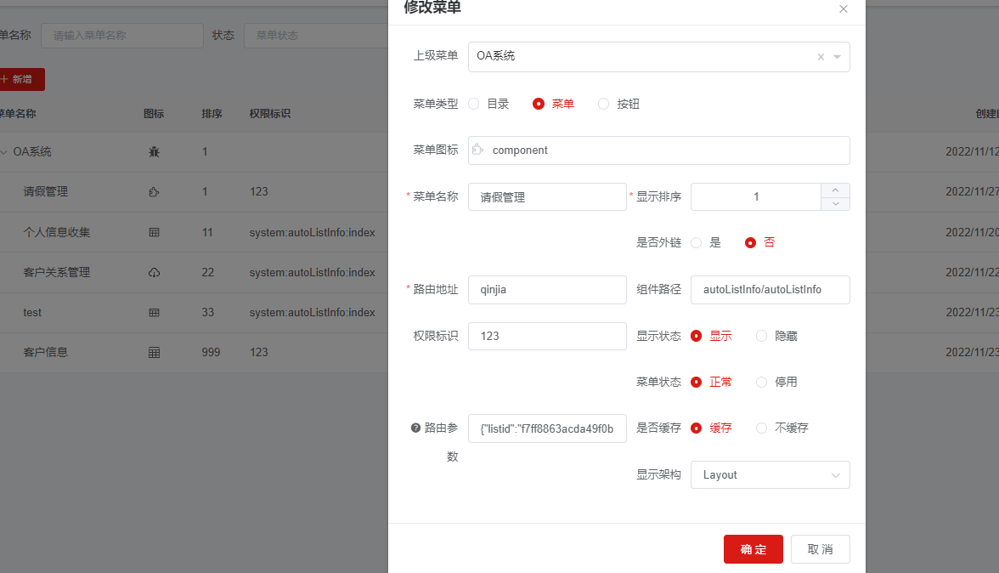 修改菜单
单名称 请输入菜单名称 状态 菜单状态
+ 新增
菜单名称 图标 排序 权限标识 创建时
OA系统 1 2022/11/12
请假管理 1 123 2022/11/27
个人信息收集 11 system:autoListInfo:index 2022/11/20
客户关系管理 22 system:autoListInfo:index 2022/11/22
test 33 system:autoListInfo:index 2022/11/23
客户信息 999 123 2022/11/23
上级菜单 OA系统
菜单类型 目录 菜单 按钮
菜单图标 component
* 菜单名称 请假管理 * 显示排序 1
是否外链 是 否
* 路由地址 qinjia 组件路径 autoListInfo/autoListInfo
权限标识 123 显示状态 显示 隐藏
菜单状态 正常 停用
路由参数 {"listid":"f7ff8863acda49f0b 是否缓存 缓存 不缓存
显示架构 Layout
确 定 取 消